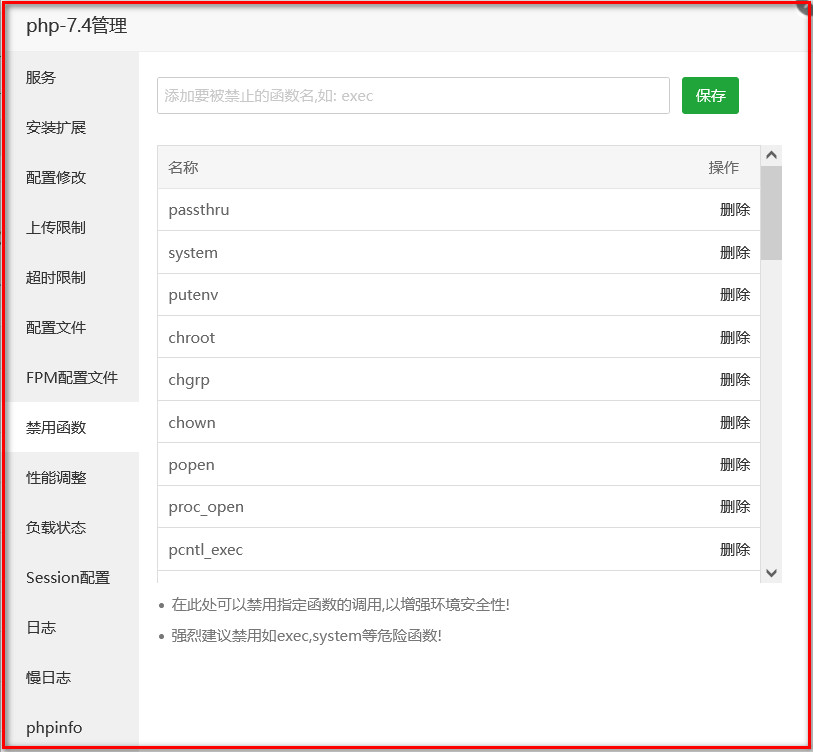 php-7.4管理
服务
安装扩展
配置修改
上传限制
超时限制
配置文件
FPM配置文件
禁用函数
性能调整
负载状态
Session配置
日志
慢日志
phpinfo
添加要被禁止的函数名,如: exec
保存
名称 操作
passthru 删除
system 删除
putenv 删除
chroot 删除
chgrp 删除
chown 删除
popen 删除
proc_open 删除
pcntl_exec 删除
在此处可以禁用指定函数的调用,以增强环境安全性!
强烈建议禁用如exec,system等危险函数!